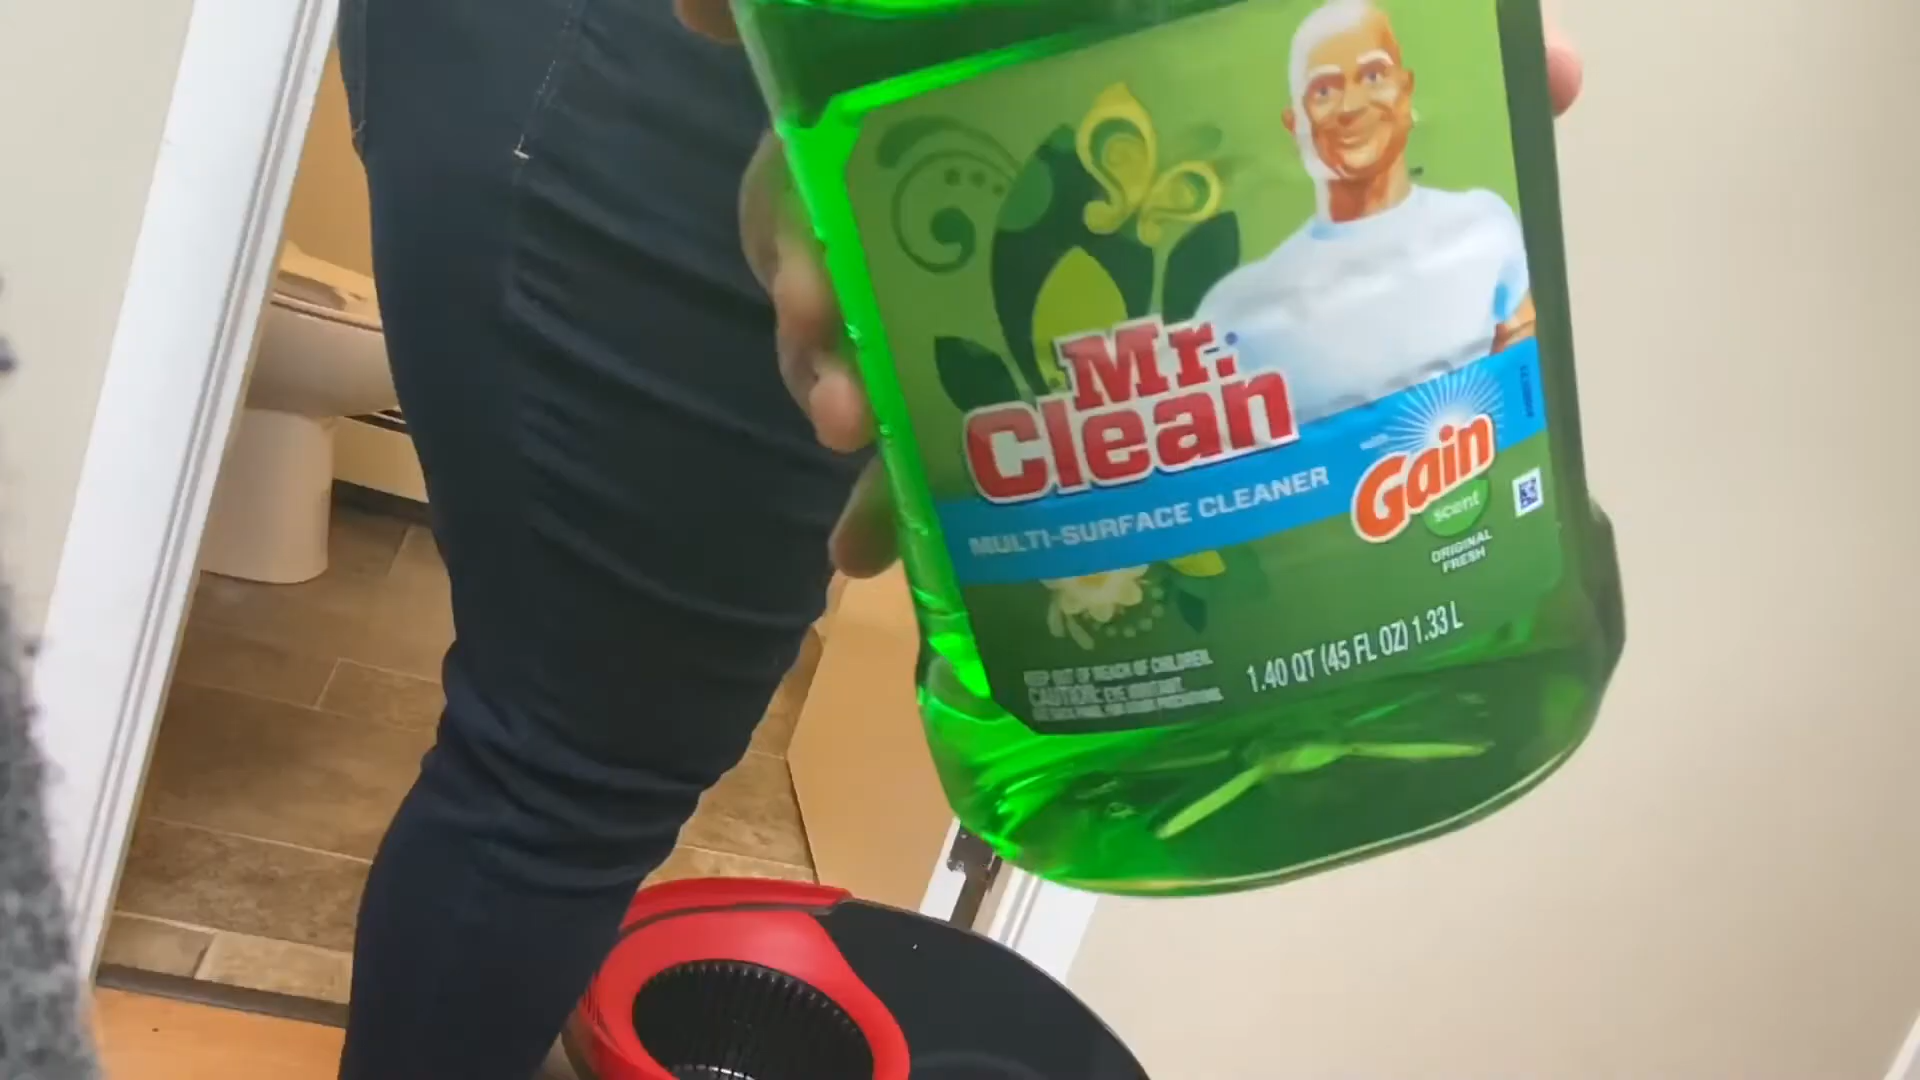 Mr.
Clean
MULTI-SURFACE CLEANER
with
Gain
scent
ORIGINAL
FRESH
1.40 QT (45 FL OZ) 1.33 L
KEEP OUT OF REACH OF CHILDREN.
CAUTION: EYE IRRITANT.